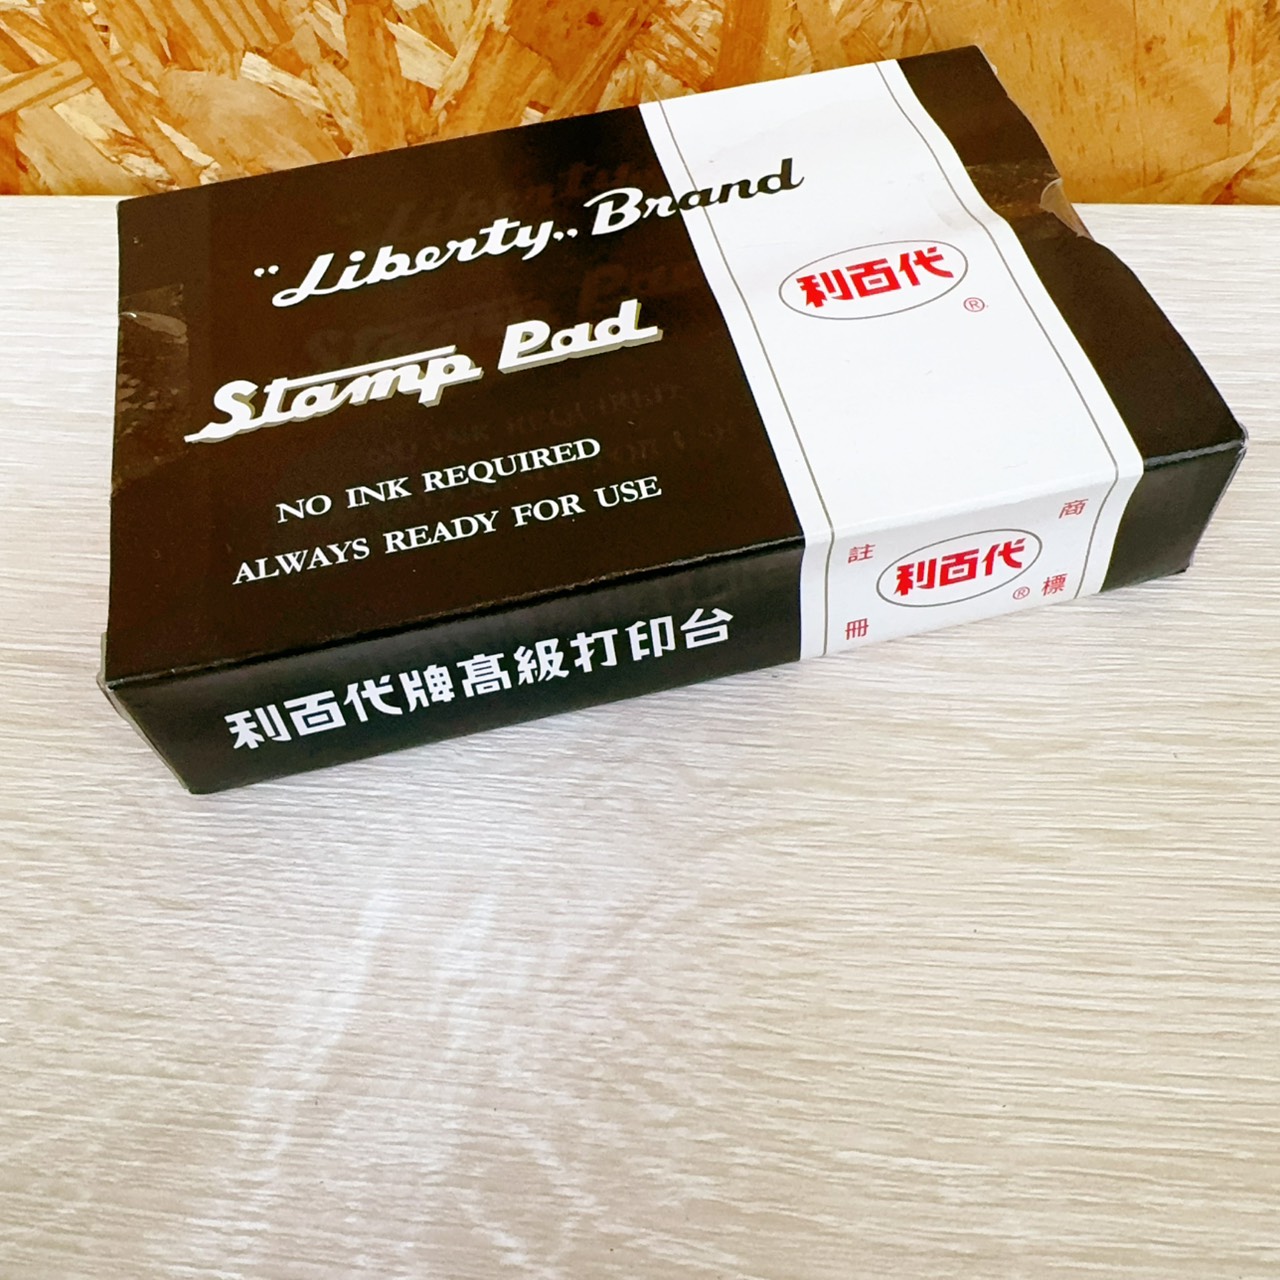 "Liberty„ Brand
Stamp Pad
NO INK REQUIRED
ALWAYS READY FOR USE
利百代
®
利百代牌高級打印台
商標
註冊
利百代
®